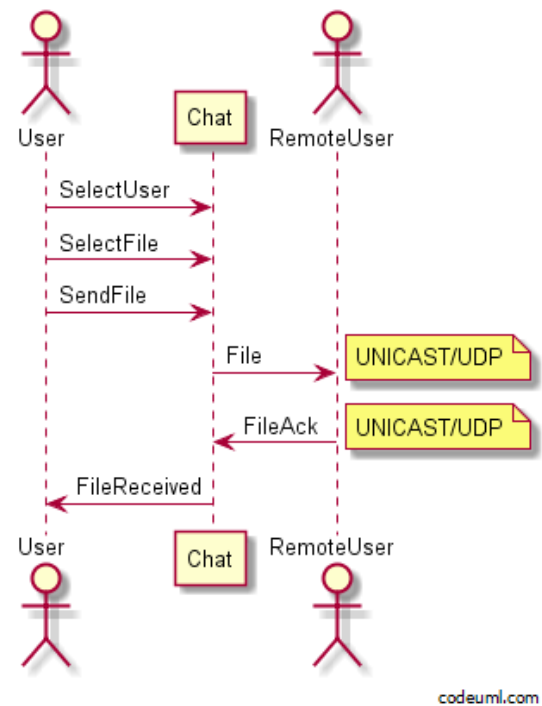 User
Chat
RemoteUser
SelectUser
SelectFile
SendFile
File
UNICAST/UDP
FileAck
UNICAST/UDP
FileReceived
User
Chat
RemoteUser
codeuml.com